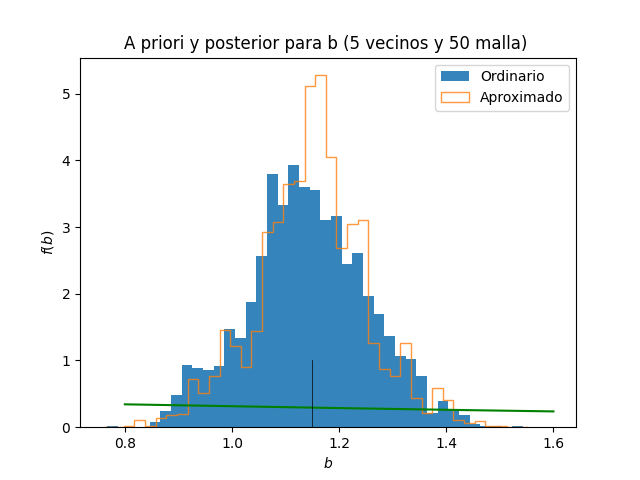 A priori y posterior para b (5 vecinos y 50 malla)
Ordinario
Aproximado
f(b)
5
4
3
2
1
0
0.8 1.0 1.2 1.4 1.6
b